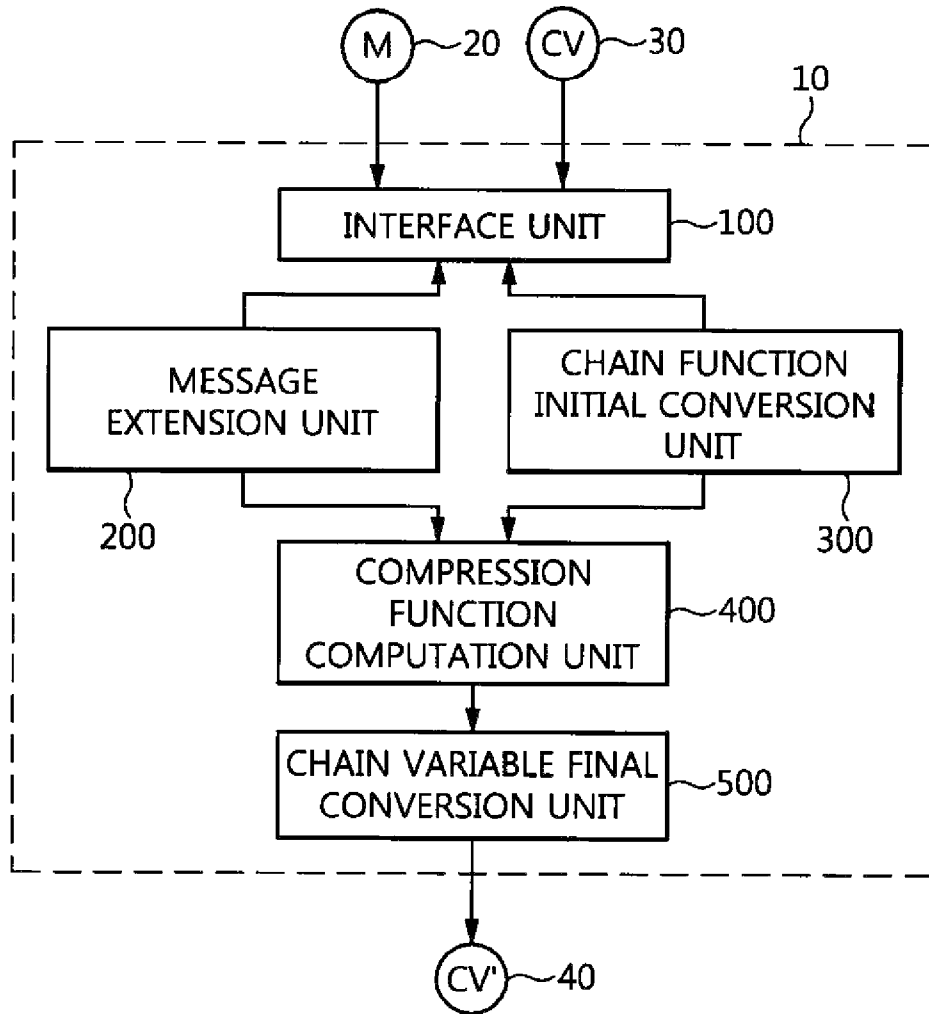 M 20 CV 30
10
INTERFACE UNIT 100
MESSAGE
EXTENSION UNIT
200
CHAIN FUNCTION
INITIAL CONVERSION
UNIT
300
COMPRESSION
FUNCTION
COMPUTATION UNIT
400
CHAIN VARIABLE FINAL
CONVERSION UNIT
500
CV' 40